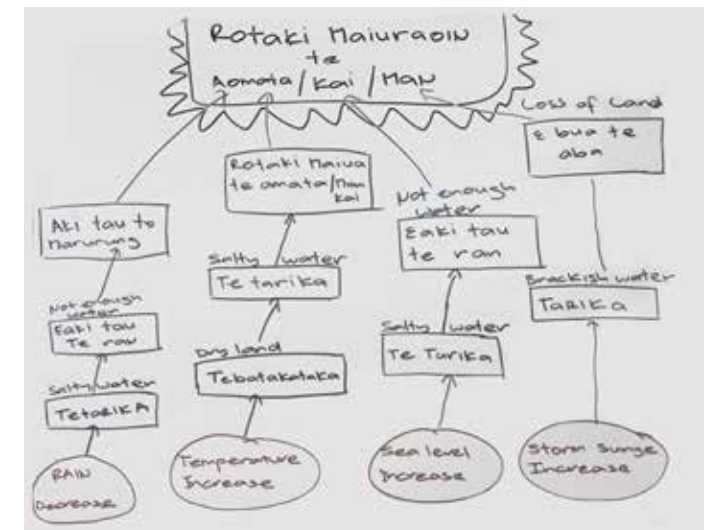 ROTAKI MAIURAOIN
te
Aomata/Kai/MAN
Aki tau te
Marurung
Not enough
water
Eaki tau
Te ran
Salty water
TETARIKA
RAIN
Decrease
Rotaki Maiua
te amata/Man
kai
Salty water
Te tarika
Dry land
Tebatakataka
Temperature
Increase
Not enough
water
Eaki tau
te ran
Salty water
Te Tarika
Sea level
Increase
Loss of Land
E bua te
aba
Brackish water
TARIKA
Storm Surge
Increase